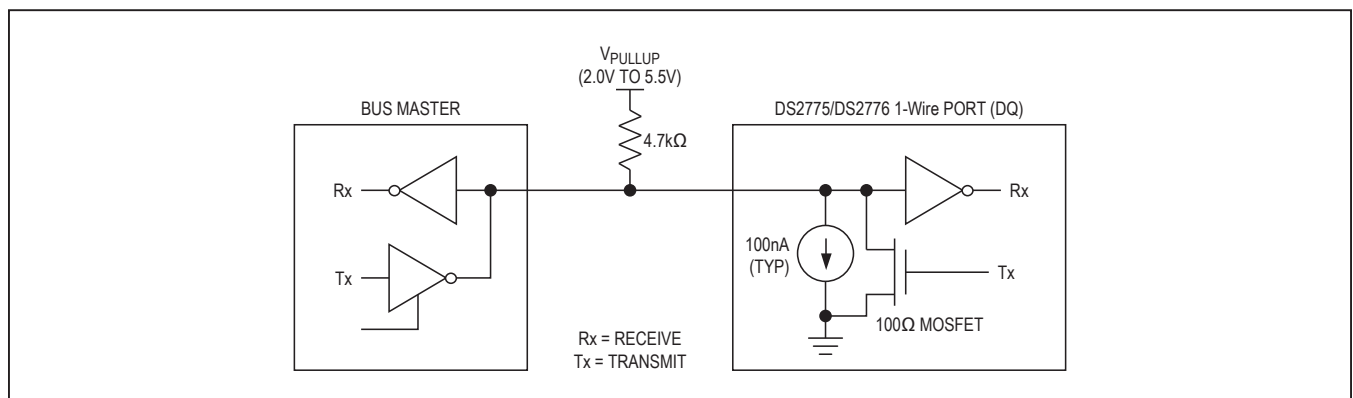 VPULLUP
(2.0V TO 5.5V)
BUS MASTER
DS2775/DS2776 1-Wire PORT (DQ)
4.7kΩ
Rx
Rx
100nA
(TYP)
Tx
Tx
100Ω MOSFET
Rx = RECEIVE
Tx = TRANSMIT